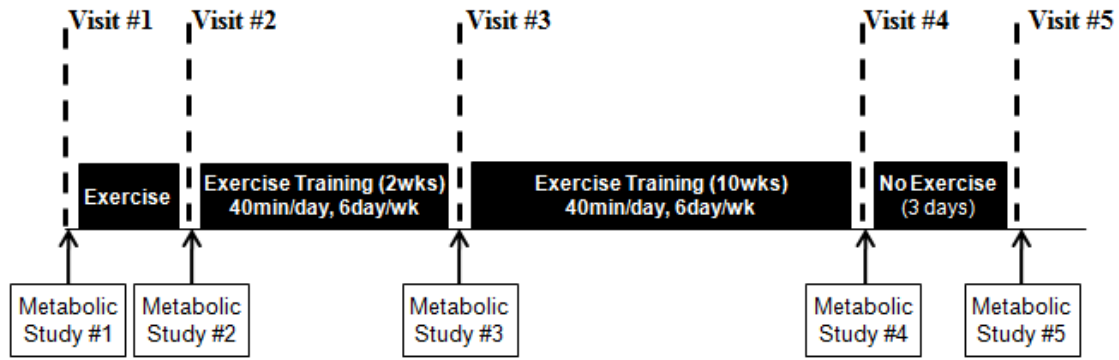 Visit #1
Visit #2
Visit #3
Visit #4
Visit #5
Exercise
Exercise Training (2wks)
40min/day, 6day/wk
Exercise Training (10wks)
40min/day, 6day/wk
No Exercise
(3 days)
Metabolic
Study #1
Metabolic
Study #2
Metabolic
Study #3
Metabolic
Study #4
Metabolic
Study #5